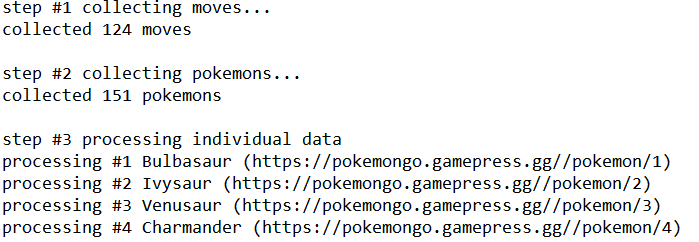 step #1 collecting moves...
collected 124 moves
step #2 collecting pokemons...
collected 151 pokemons
step #3 processing individual data
processing #1 Bulbasaur (https://pokemongo.gamepress.gg//pokemon/1)
processing #2 Ivysaur (https://pokemongo.gamepress.gg//pokemon/2)
processing #3 Venusaur (https://pokemongo.gamepress.gg//pokemon/3)
processing #4 Charmander (https://pokemongo.gamepress.gg//pokemon/4)